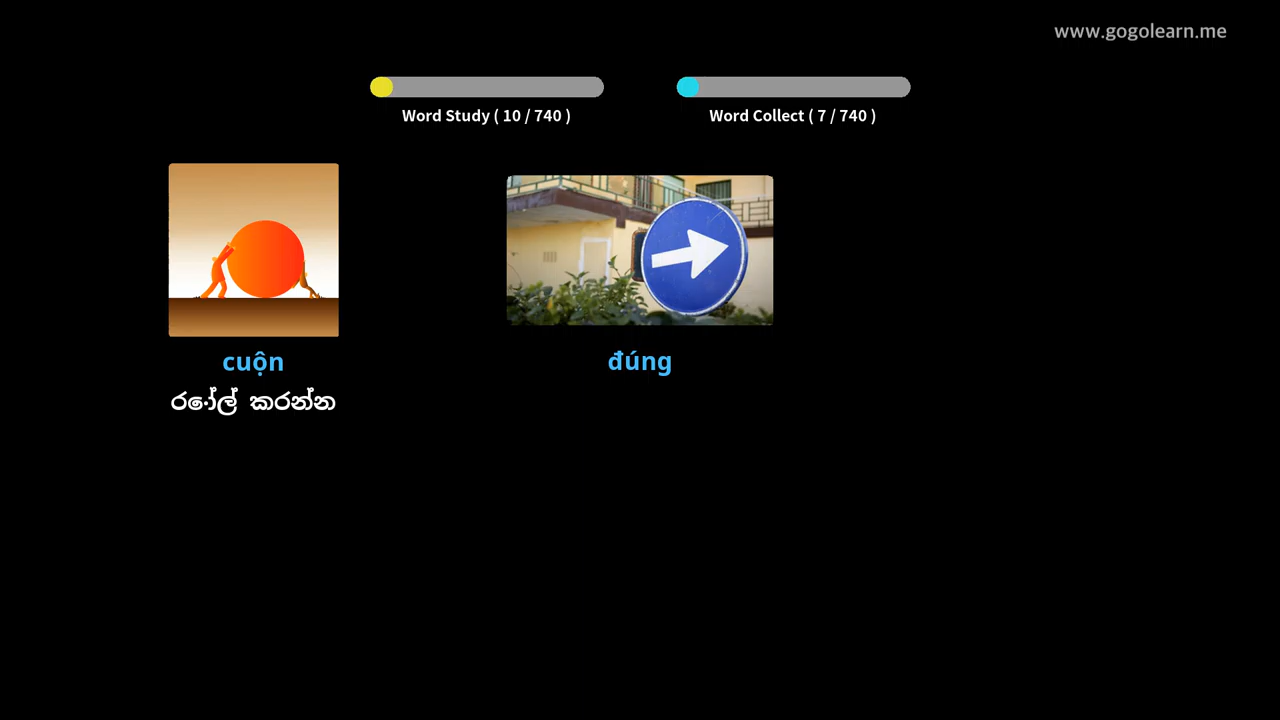 www.gogolearn.me
Word Study ( 10 / 740 )
Word Collect ( 7 / 740 )
cuộn
රෝල් කරන්න
đúng